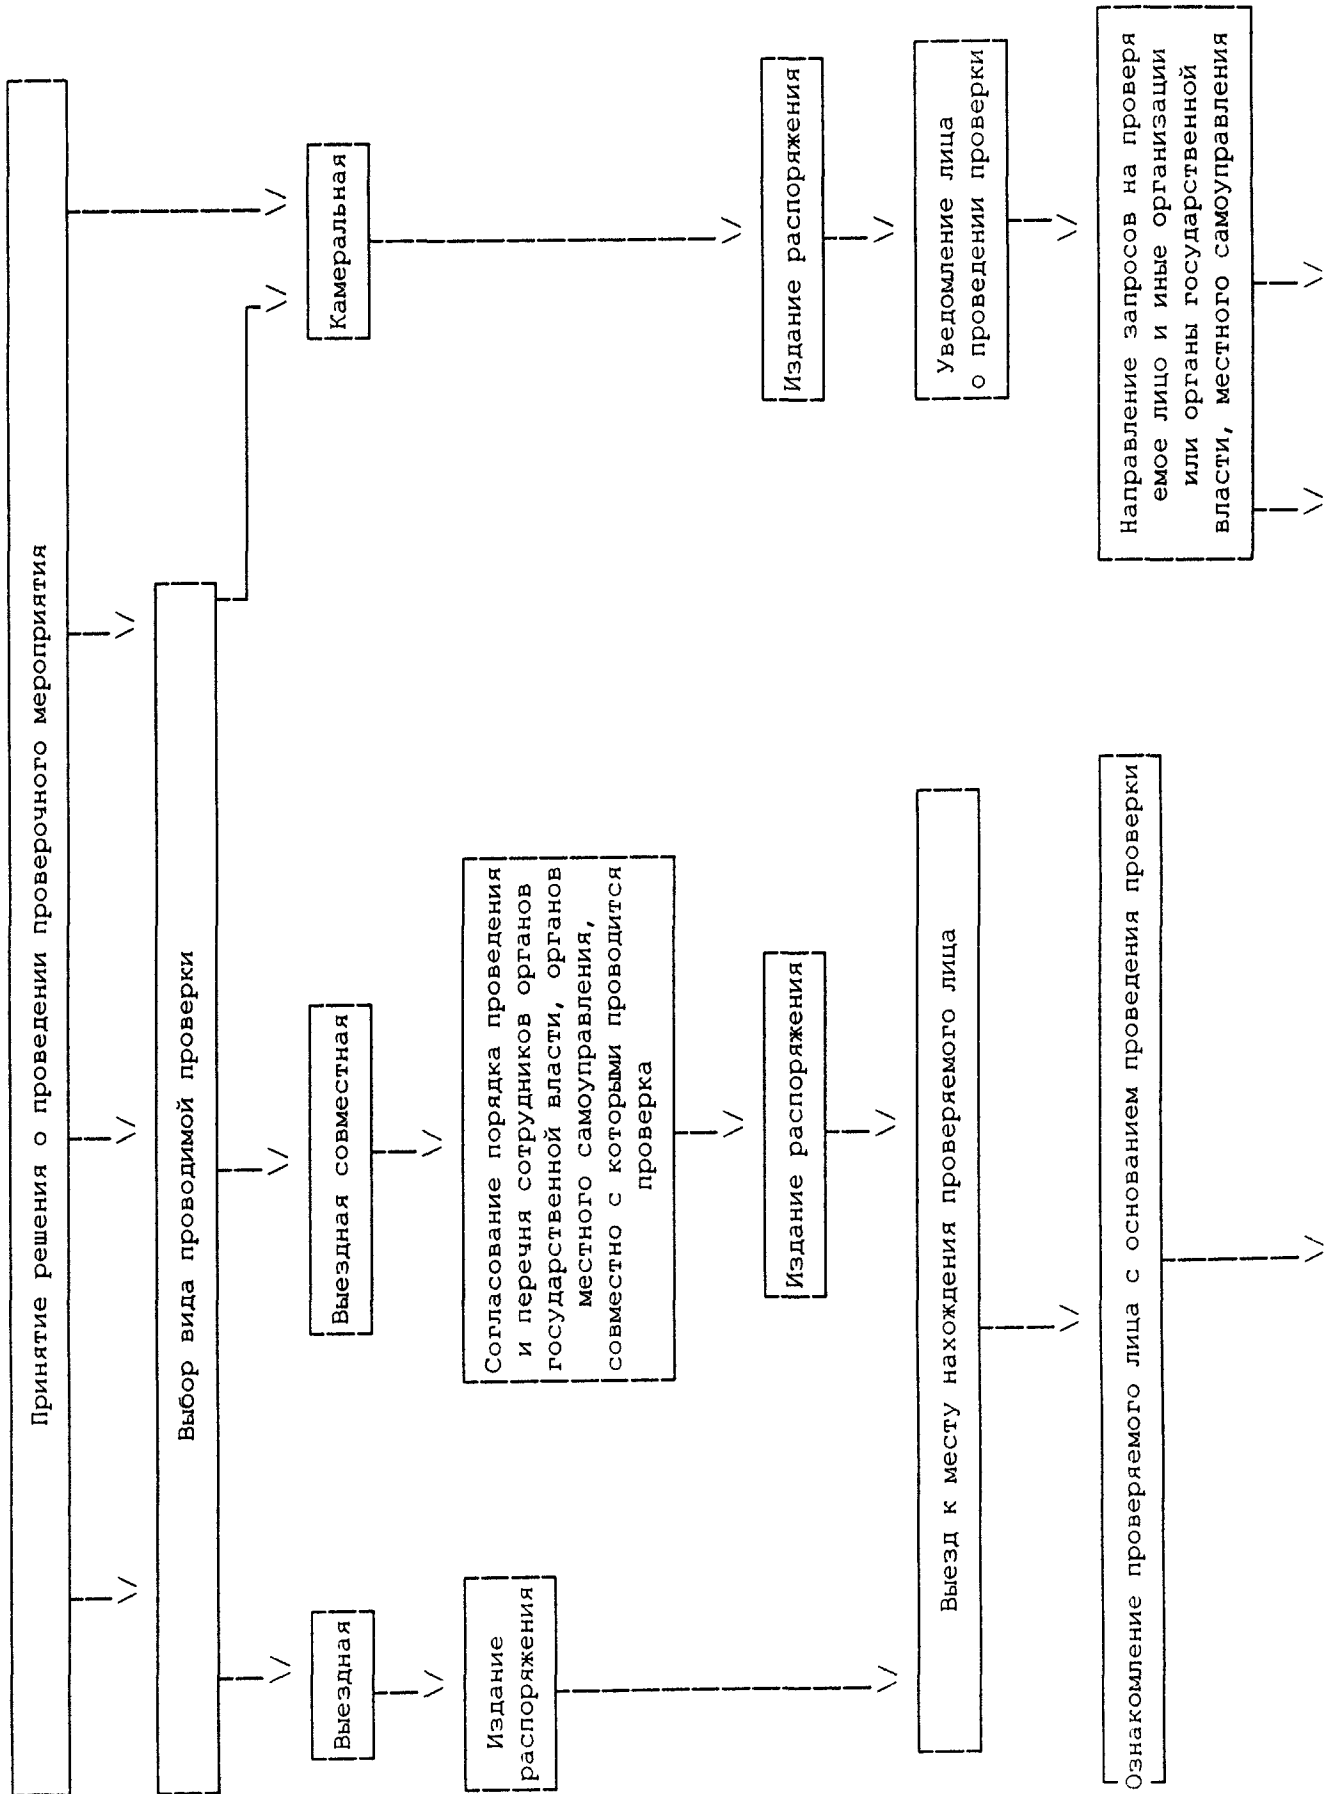 Принятие решения о проведении проверочного мероприятия
Выбор вида проводимой проверки
Выездная
Выездная совместная
Камеральная
Издание
распоряжения
Согласование порядка проведения
и перечня сотрудников органов
государственной власти, органов
местного самоуправления,
совместно с которыми проводится
проверка
Издание распоряжения
Издание распоряжения
Выезд к месту нахождения проверяемого лица
Уведомление лица
о проведении проверки
Ознакомление проверяемого лица с основанием проведения проверки
Направление запросов на проверя
емое лицо и иные организации
или органы государственной
власти, местного самоуправления